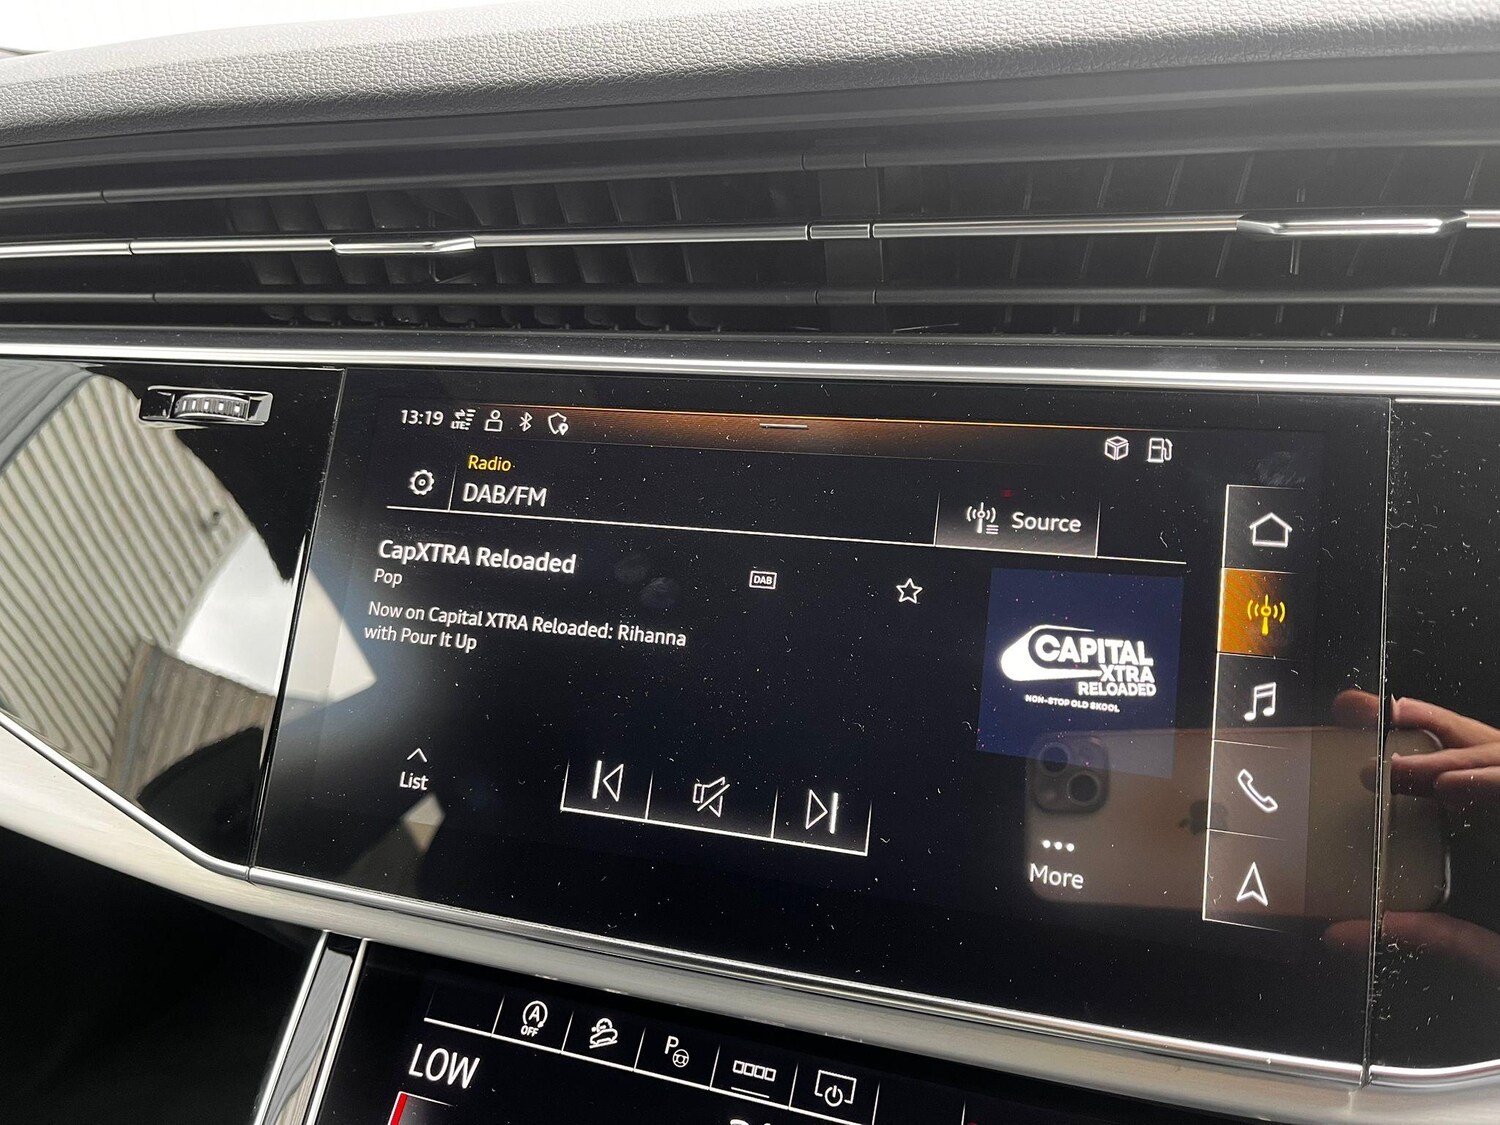 13:19 LTE
Radio
DAB/FM
Source
CapXTRA Reloaded
Pop
DAB
Now on Capital XTRA Reloaded: Rihanna
with Pour It Up
CAPITAL
XTRA
RELOADED
NON-STOP OLD SKOOL
List
More
A
OFF
P
LOW